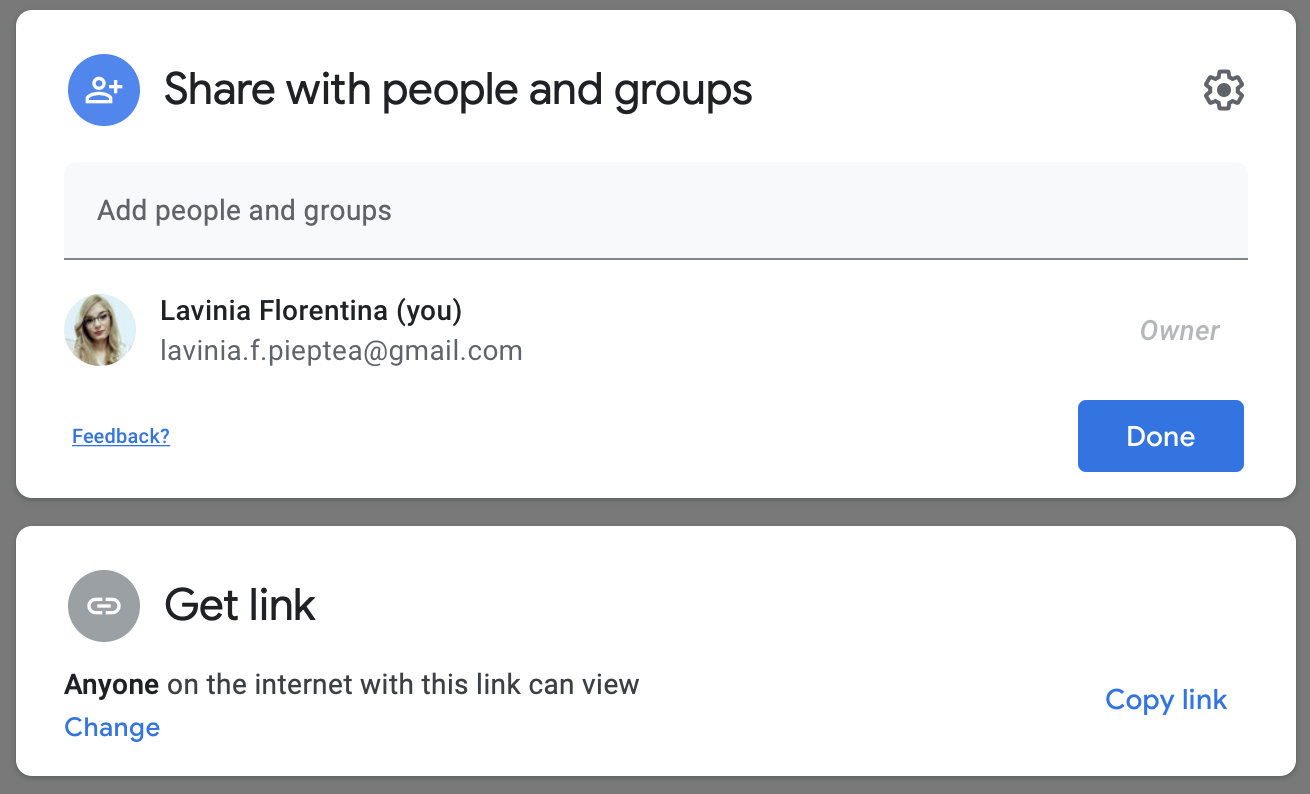 Share with people and groups
Add people and groups
Lavinia Florentina (you)
lavinia.f.pieptea@gmail.com
Owner
Feedback?
Done
Get link
Anyone on the internet with this link can view
Change
Copy link